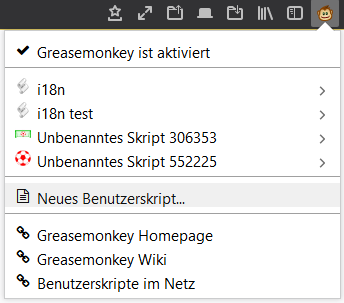 Greasemonkey ist aktiviert
i18n
i18n test
Unbenanntes Skript 306353
Unbenanntes Skript 552225
Neues Benutzerskript...
Greasemonkey Homepage
Greasemonkey Wiki
Benutzerskripte im Netz